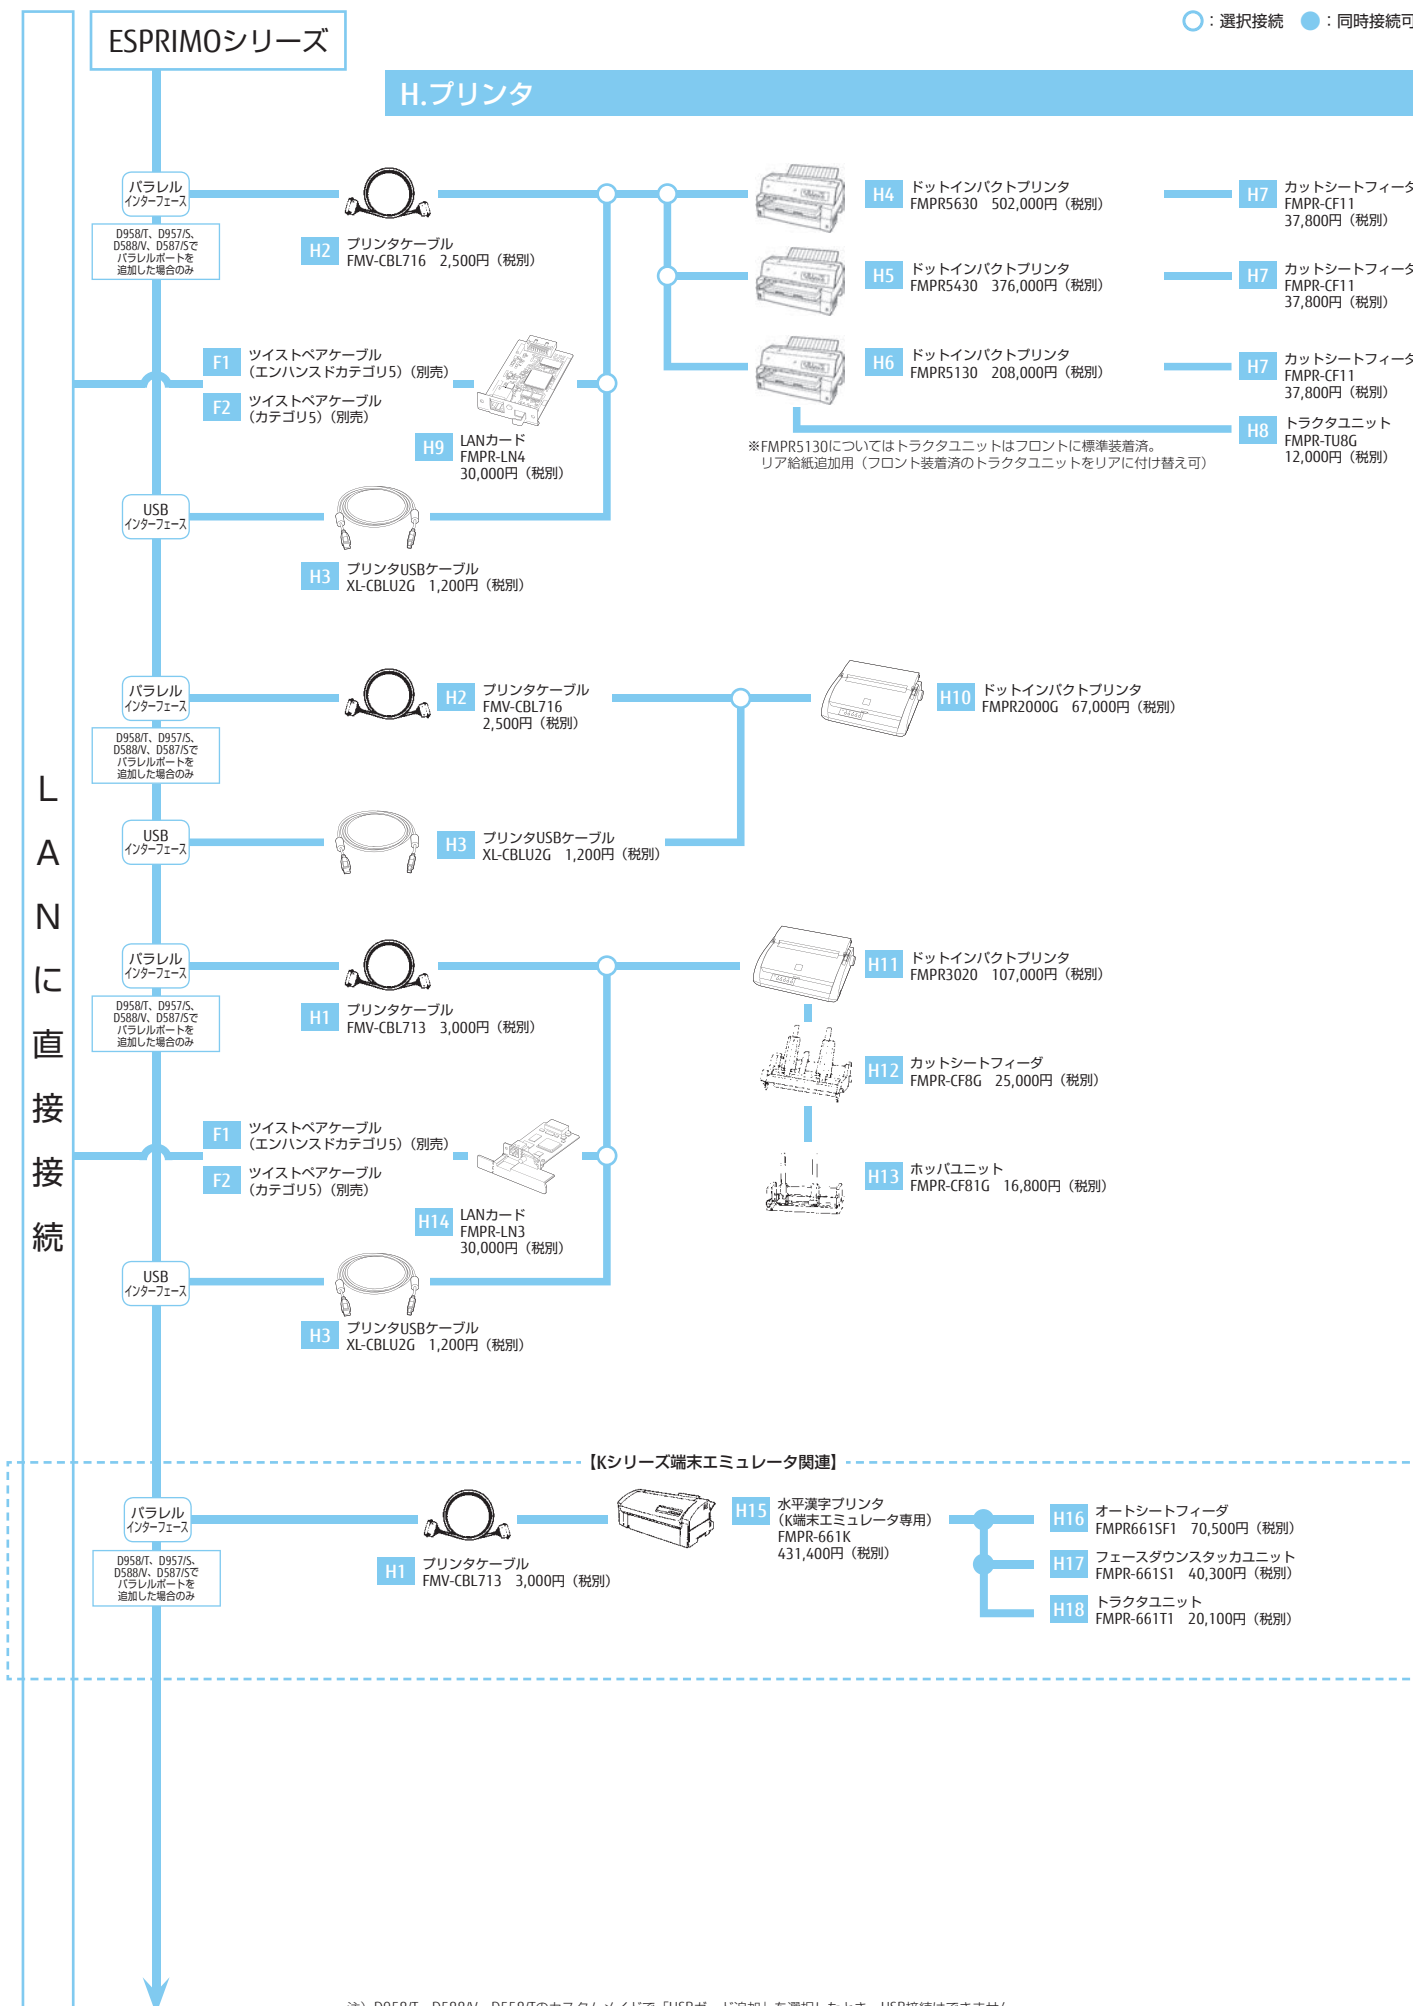 ○：選択接続　●：同時接続可
ESPRIMOシリーズ
H.プリンタ
LANに直接接続
パラレル
インターフェース
D958/T、D957/S、
D588/V、D587/Sで
パラレルポートを
追加した場合のみ
H2 プリンタケーブル
FMV-CBL716　2,500円（税別）
H4 ドットインパクトプリンタ
FMPR5630　502,000円（税別）
H7 カットシートフィーダ
FMPR-CF11
37,800円（税別）
H5 ドットインパクトプリンタ
FMPR5430　376,000円（税別）
H7 カットシートフィーダ
FMPR-CF11
37,800円（税別）
H6 ドットインパクトプリンタ
FMPR5130　208,000円（税別）
H7 カットシートフィーダ
FMPR-CF11
37,800円（税別）
H8 トラクタユニット
FMPR-TU8G
12,000円（税別）
※FMPR5130についてはトラクタユニットはフロントに標準装着済。
リア給紙追加用（フロント装着済のトラクタユニットをリアに付け替え可）
F1 ツイストペアケーブル
（エンハンスドカテゴリ5）（別売）
F2 ツイストペアケーブル
（カテゴリ5）（別売）
H9 LANカード
FMPR-LN4
30,000円（税別）
USB
インターフェース
H3 プリンタUSBケーブル
XL-CBLU2G　1,200円（税別）
パラレル
インターフェース
D958/T、D957/S、
D588/V、D587/Sで
パラレルポートを
追加した場合のみ
H2 プリンタケーブル
FMV-CBL716
2,500円（税別）
H10 ドットインパクトプリンタ
FMPR2000G　67,000円（税別）
USB
インターフェース
H3 プリンタUSBケーブル
XL-CBLU2G　1,200円（税別）
パラレル
インターフェース
D958/T、D957/S、
D588/V、D587/Sで
パラレルポートを
追加した場合のみ
H1 プリンタケーブル
FMV-CBL713　3,000円（税別）
H11 ドットインパクトプリンタ
FMPR3020　107,000円（税別）
H12 カットシートフィーダ
FMPR-CF8G　25,000円（税別）
H13 ホッパユニット
FMPR-CF81G　16,800円（税別）
F1 ツイストペアケーブル
（エンハンスドカテゴリ5）（別売）
F2 ツイストペアケーブル
（カテゴリ5）（別売）
H14 LANカード
FMPR-LN3
30,000円（税別）
USB
インターフェース
H3 プリンタUSBケーブル
XL-CBLU2G　1,200円（税別）
【Kシリーズ端末エミュレータ関連】
パラレル
インターフェース
D958/T、D957/S、
D588/V、D587/Sで
パラレルポートを
追加した場合のみ
H1 プリンタケーブル
FMV-CBL713　3,000円（税別）
H15 水平漢字プリンタ
（K端末エミュレータ専用）
FMPR-661K
431,400円（税別）
H16 オートシートフィーダ
FMPR661SF1　70,500円（税別）
H17 フェースダウンスタッカユニット
FMPR-661S1　40,300円（税別）
H18 トラクタユニット
FMPR-661T1　20,100円（税別）